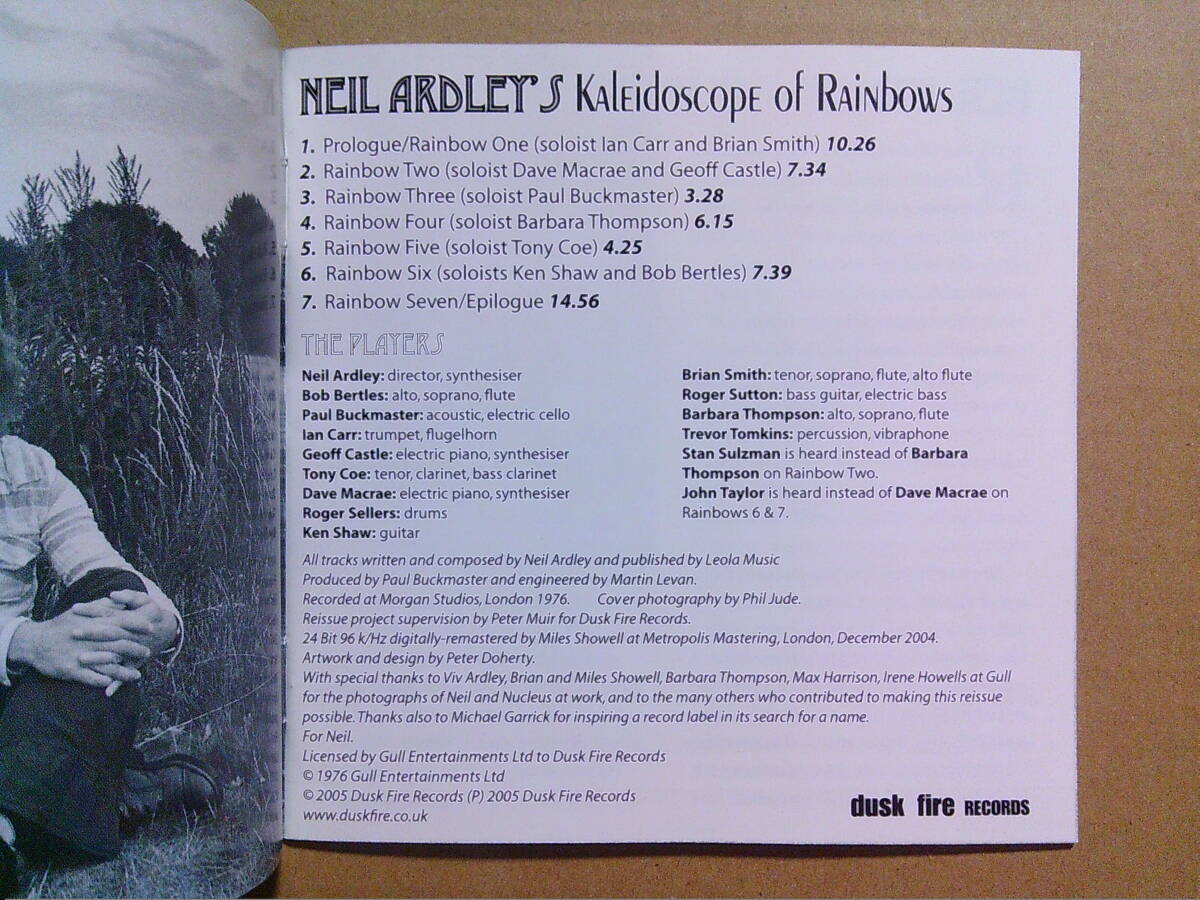 NEIL ARDLEY'S Kaleidoscope of Rainbows
1. Prologue/Rainbow One (soloist Ian Carr and Brian Smith) 10.26
2. Rainbow Two (soloist Dave Macrae and Geoff Castle) 7.34
3. Rainbow Three (soloist Paul Buckmaster) 3.28
4. Rainbow Four (soloist Barbara Thompson) 6.15
5. Rainbow Five (soloist Tony Coe) 4.25
6. Rainbow Six (soloists Ken Shaw and Bob Bertles) 7.39
7. Rainbow Seven/Epilogue 14.56
THE PLAYERS
Neil Ardley: director, synthesiser
Bob Bertles: alto, soprano, flute
Paul Buckmaster: acoustic, electric cello
Ian Carr: trumpet, flugelhorn
Geoff Castle: electric piano, synthesiser
Tony Coe: tenor, clarinet, bass clarinet
Dave Macrae: electric piano, synthesiser
Roger Sellers: drums
Ken Shaw: guitar
Brian Smith: tenor, soprano, flute, alto flute
Roger Sutton: bass guitar, electric bass
Barbara Thompson: alto, soprano, flute
Trevor Tomkins: percussion, vibraphone
Stan Sulzman is heard instead of Barbara
Thompson on Rainbow Two.
John Taylor is heard instead of Dave Macrae on
Rainbows 6 & 7.
All tracks written and composed by Neil Ardley and published by Leola Music
Produced by Paul Buckmaster and engineered by Martin Levan.
Recorded at Morgan Studios, London 1976. Cover photography by Phil Jude.
Reissue project supervision by Peter Muir for Dusk Fire Records.
24 Bit 96 k/Hz digitally-remastered by Miles Showell at Metropolis Mastering, London, December 2004.
Artwork and design by Peter Doherty.
With special thanks to Viv Ardley, Brian and Miles Showell, Barbara Thompson, Max Harrison, Irene Howells at Gull
for the photographs of Neil and Nucleus at work, and to the many others who contributed to making this reissue
possible. Thanks also to Michael Garrick for inspiring a record label in its search for a name.
For Neil.
Licensed by Gull Entertainments Ltd to Dusk Fire Records
© 1976 Gull Entertainments Ltd
© 2005 Dusk Fire Records (P) 2005 Dusk Fire Records
www.duskfire.co.uk
dusk fire RECORDS